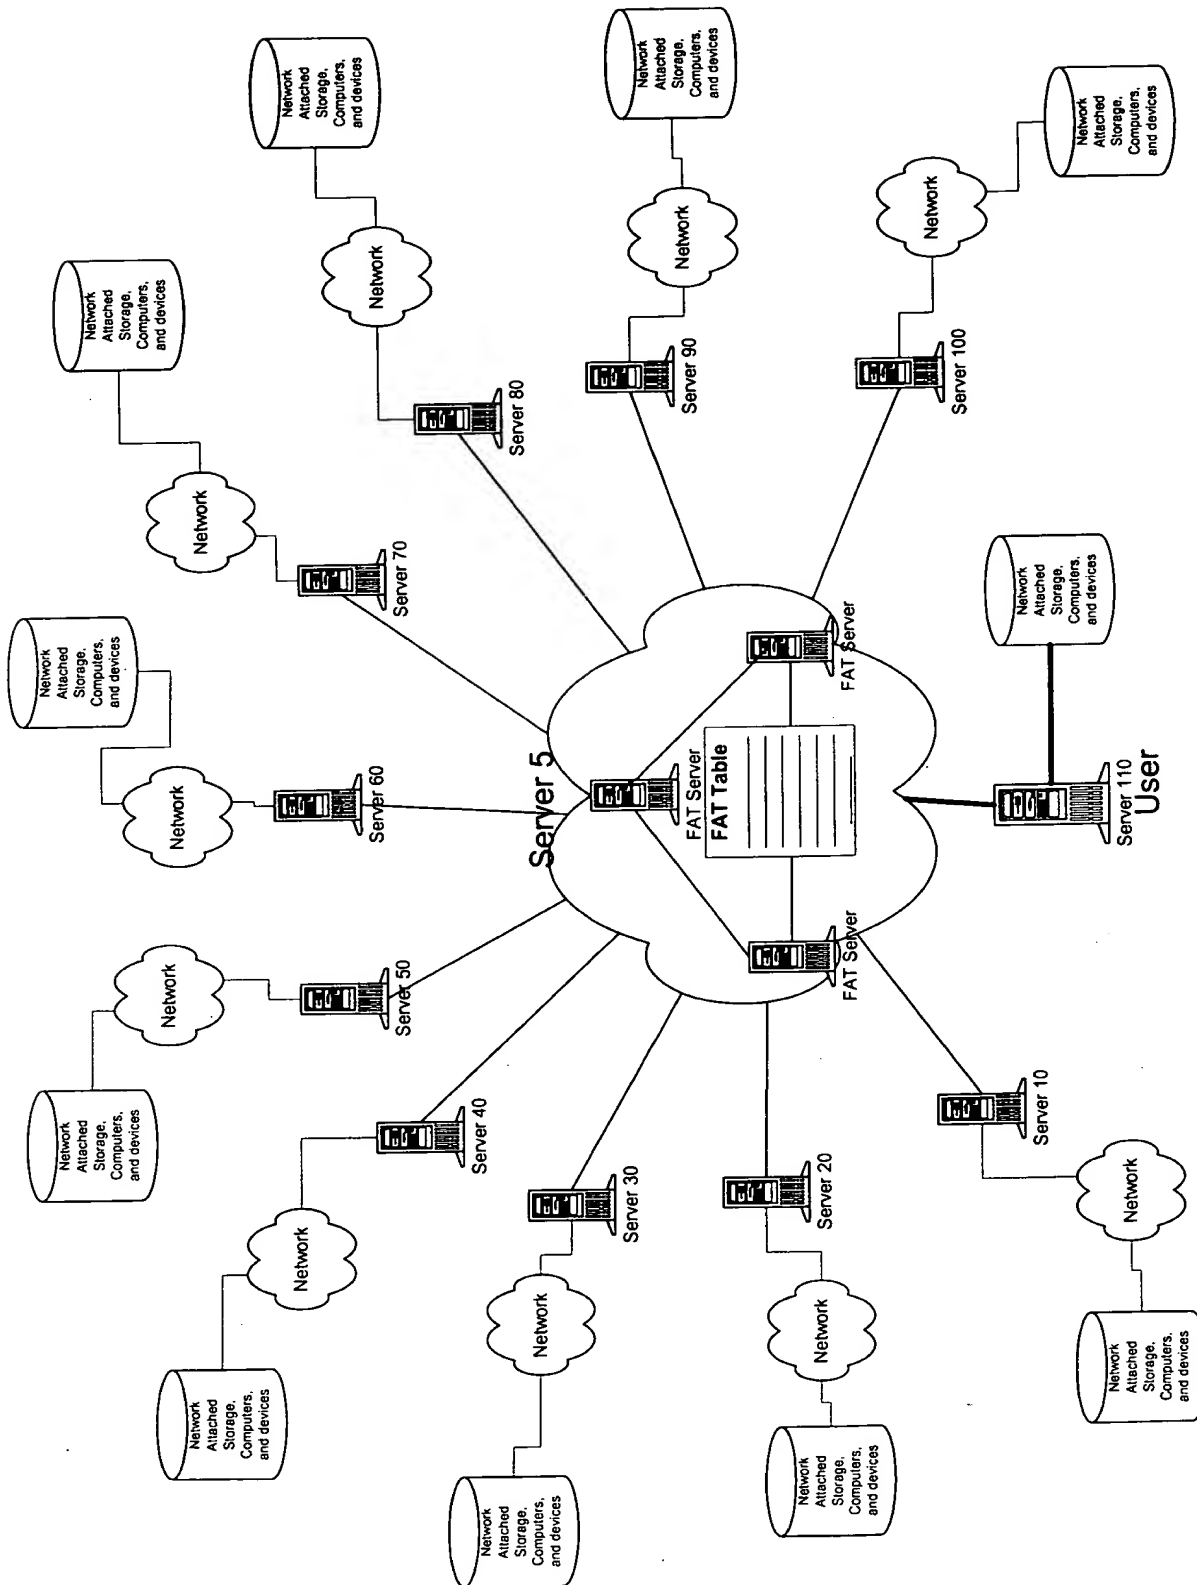 Network
Attached
Storage,
Computers,
and devices
Network
Server 60
Network
Attached
Storage,
Computers,
and devices
Network
Server 50
Network
Attached
Storage,
Computers,
and devices
Network
Server 70
Network
Attached
Storage,
Computers,
and devices
Network
Server 40
Network
Attached
Storage,
Computers,
and devices
Network
Server 80
Network
Attached
Storage,
Computers,
and devices
Network
Server 30
Server 5
FAT Server
FAT Table
FAT Server
FAT Server
Network
Attached
Storage,
Computers,
and devices
Network
Server 90
Network
Attached
Storage,
Computers,
and devices
Network
Server 20
Network
Attached
Storage,
Computers,
and devices
Network
Server 100
Network
Attached
Storage,
Computers,
and devices
Network
Server 10
Network
Attached
Storage,
Computers,
and devices
Server 110
User